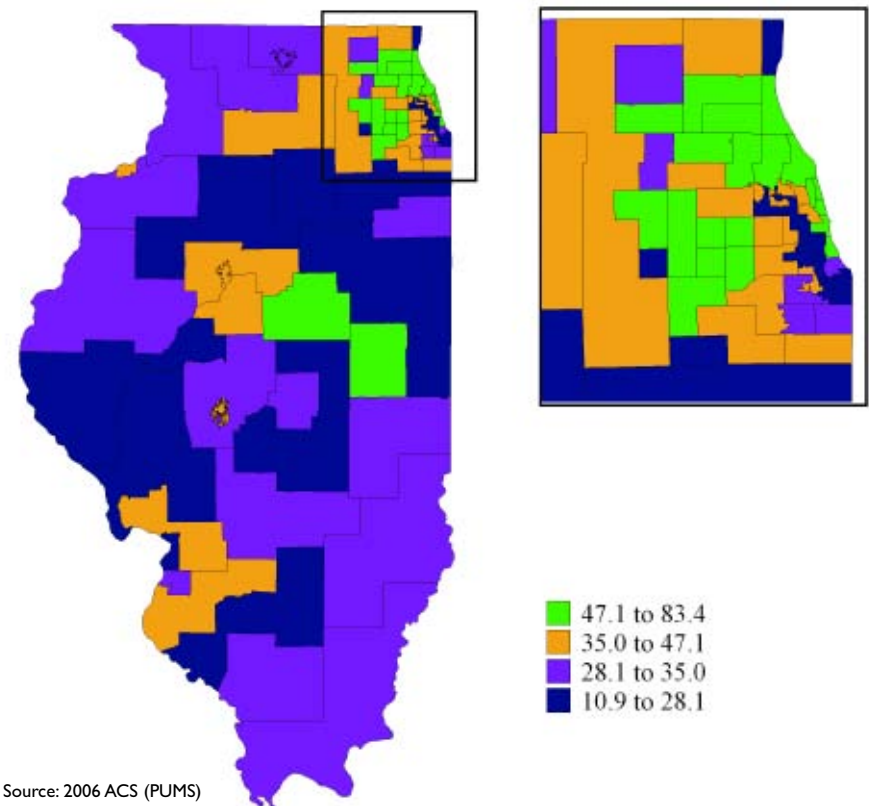 47.1 to 83.4
35.0 to 47.1
28.1 to 35.0
10.9 to 28.1
Source: 2006 ACS (PUMS)